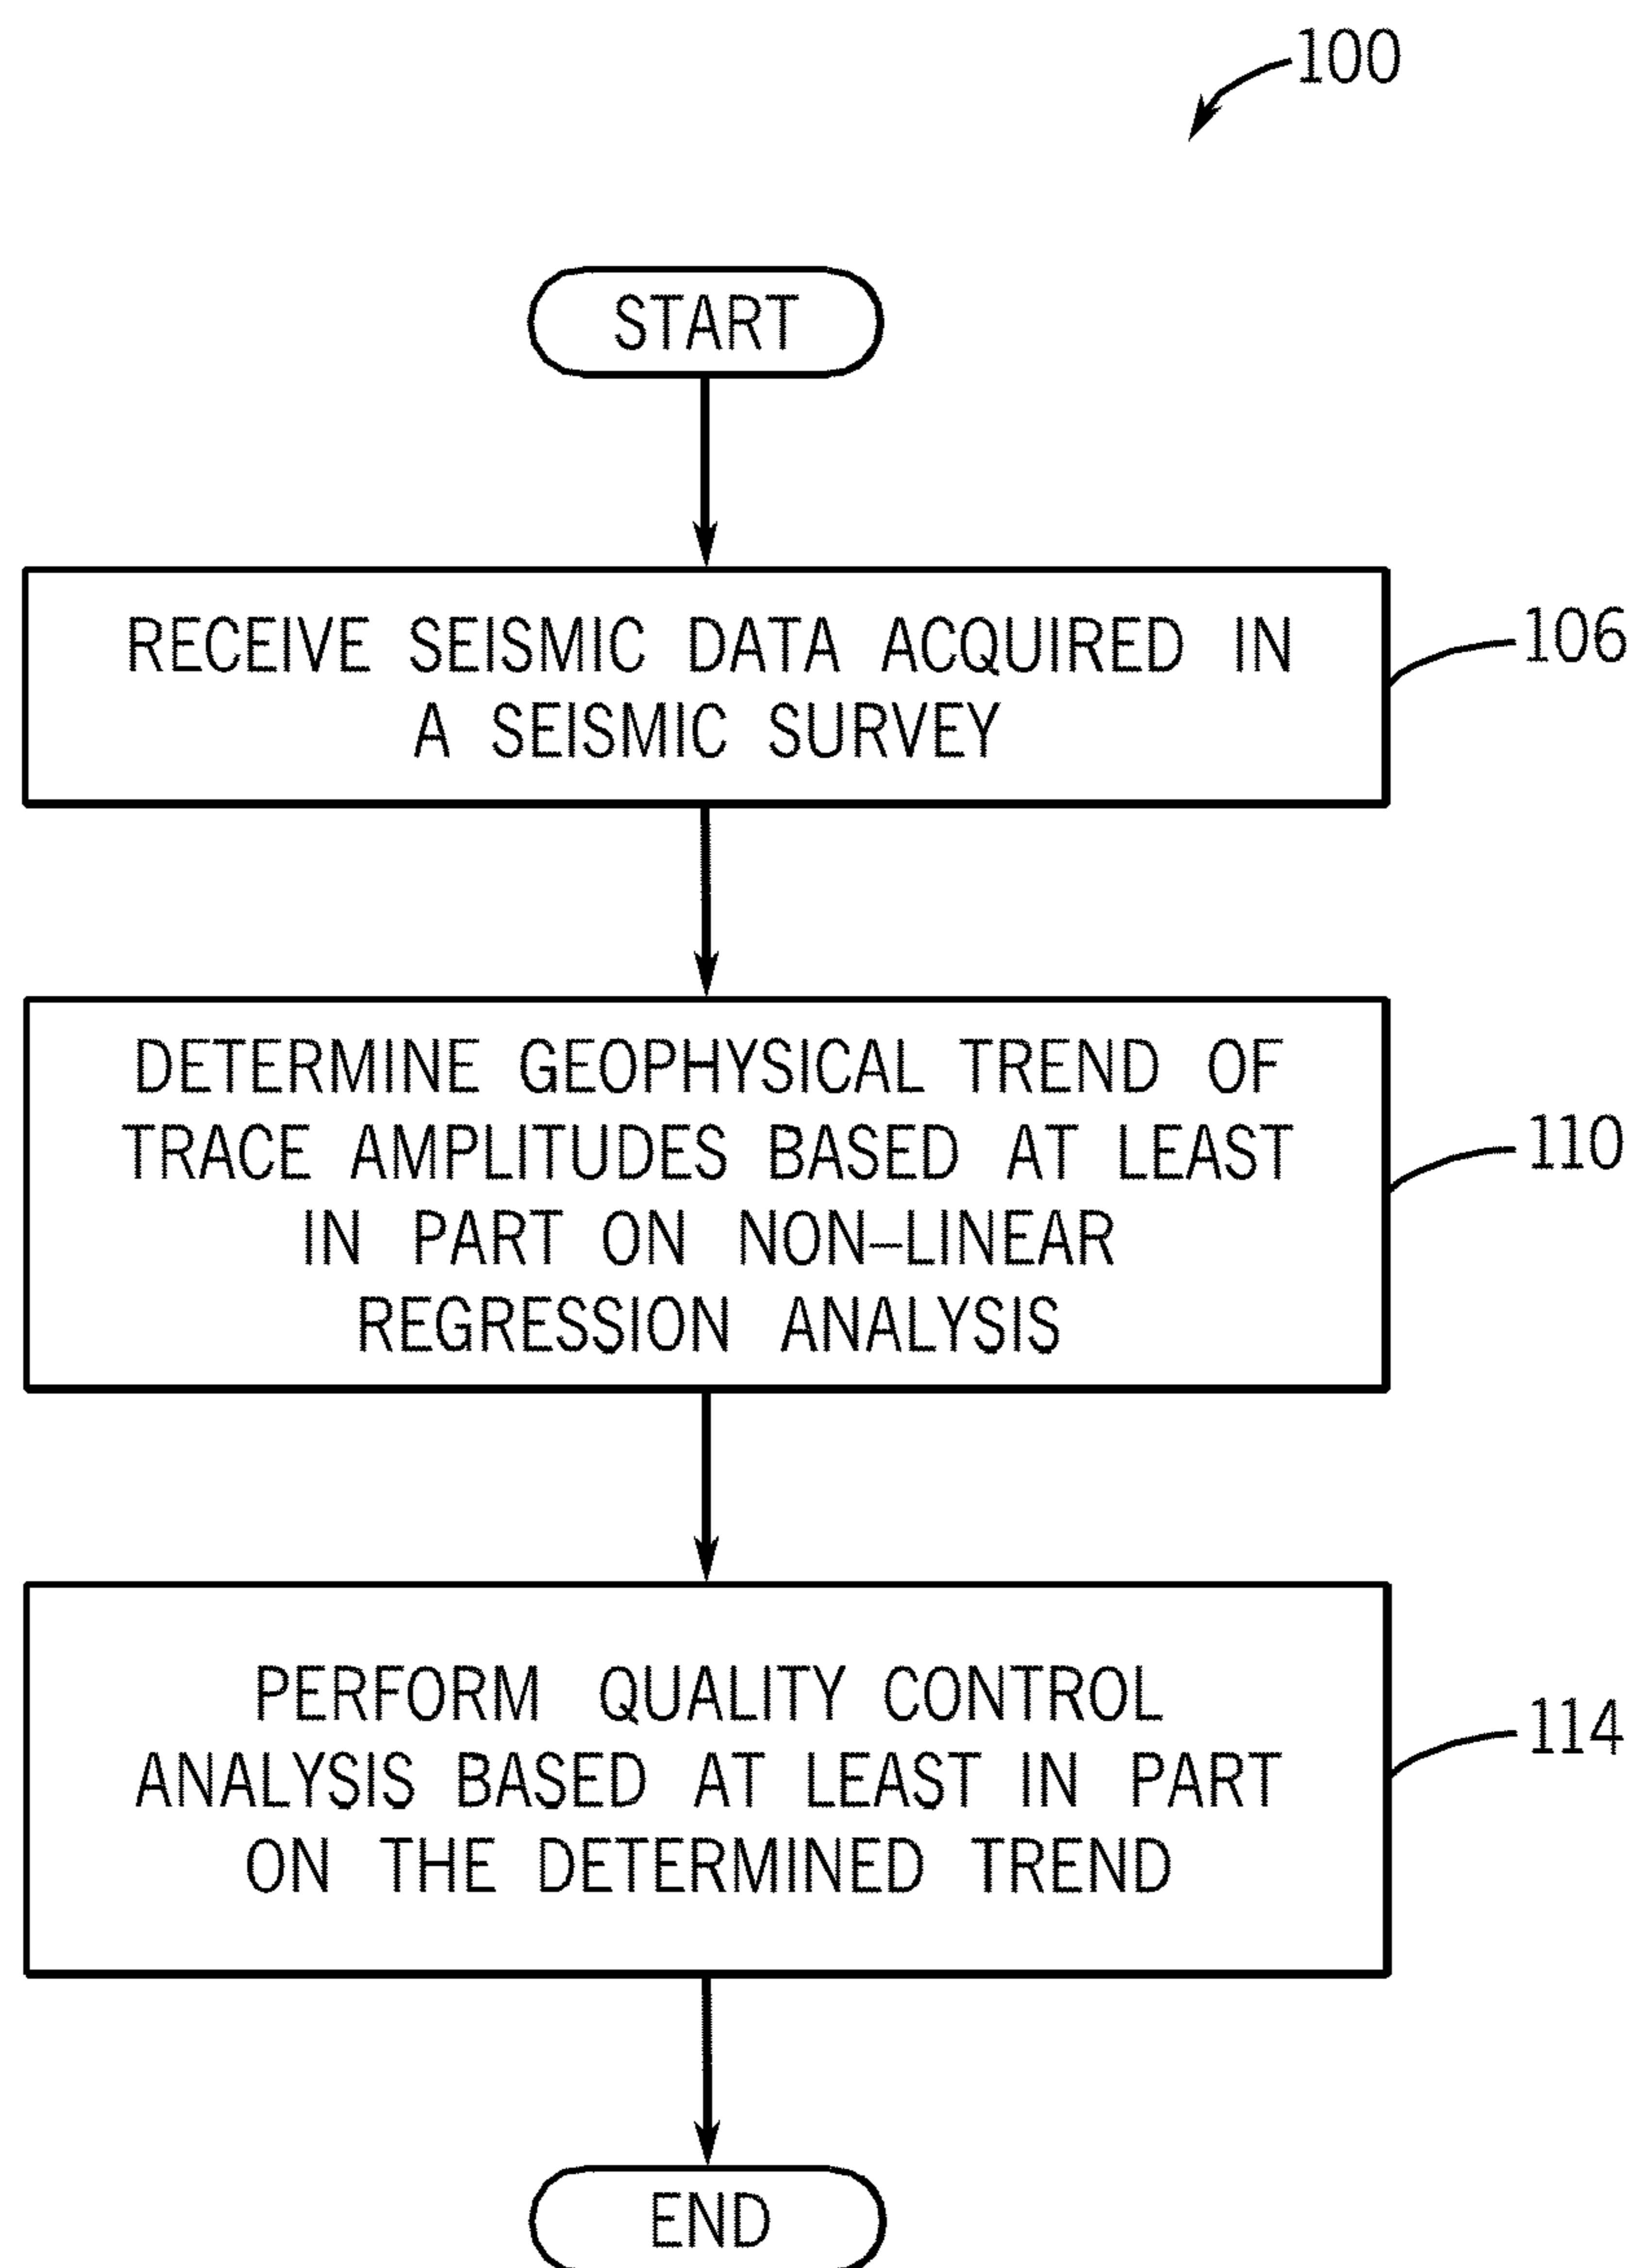 100
START
RECEIVE SEISMIC DATA ACQUIRED IN
A SEISMIC SURVEY
106
DETERMINE GEOPHYSICAL TREND OF
TRACE AMPLITUDES BASED AT LEAST
IN PART ON NON–LINEAR
REGRESSION ANALYSIS
110
PERFORM QUALITY CONTROL
ANALYSIS BASED AT LEAST IN PART
ON THE DETERMINED TREND
114
END